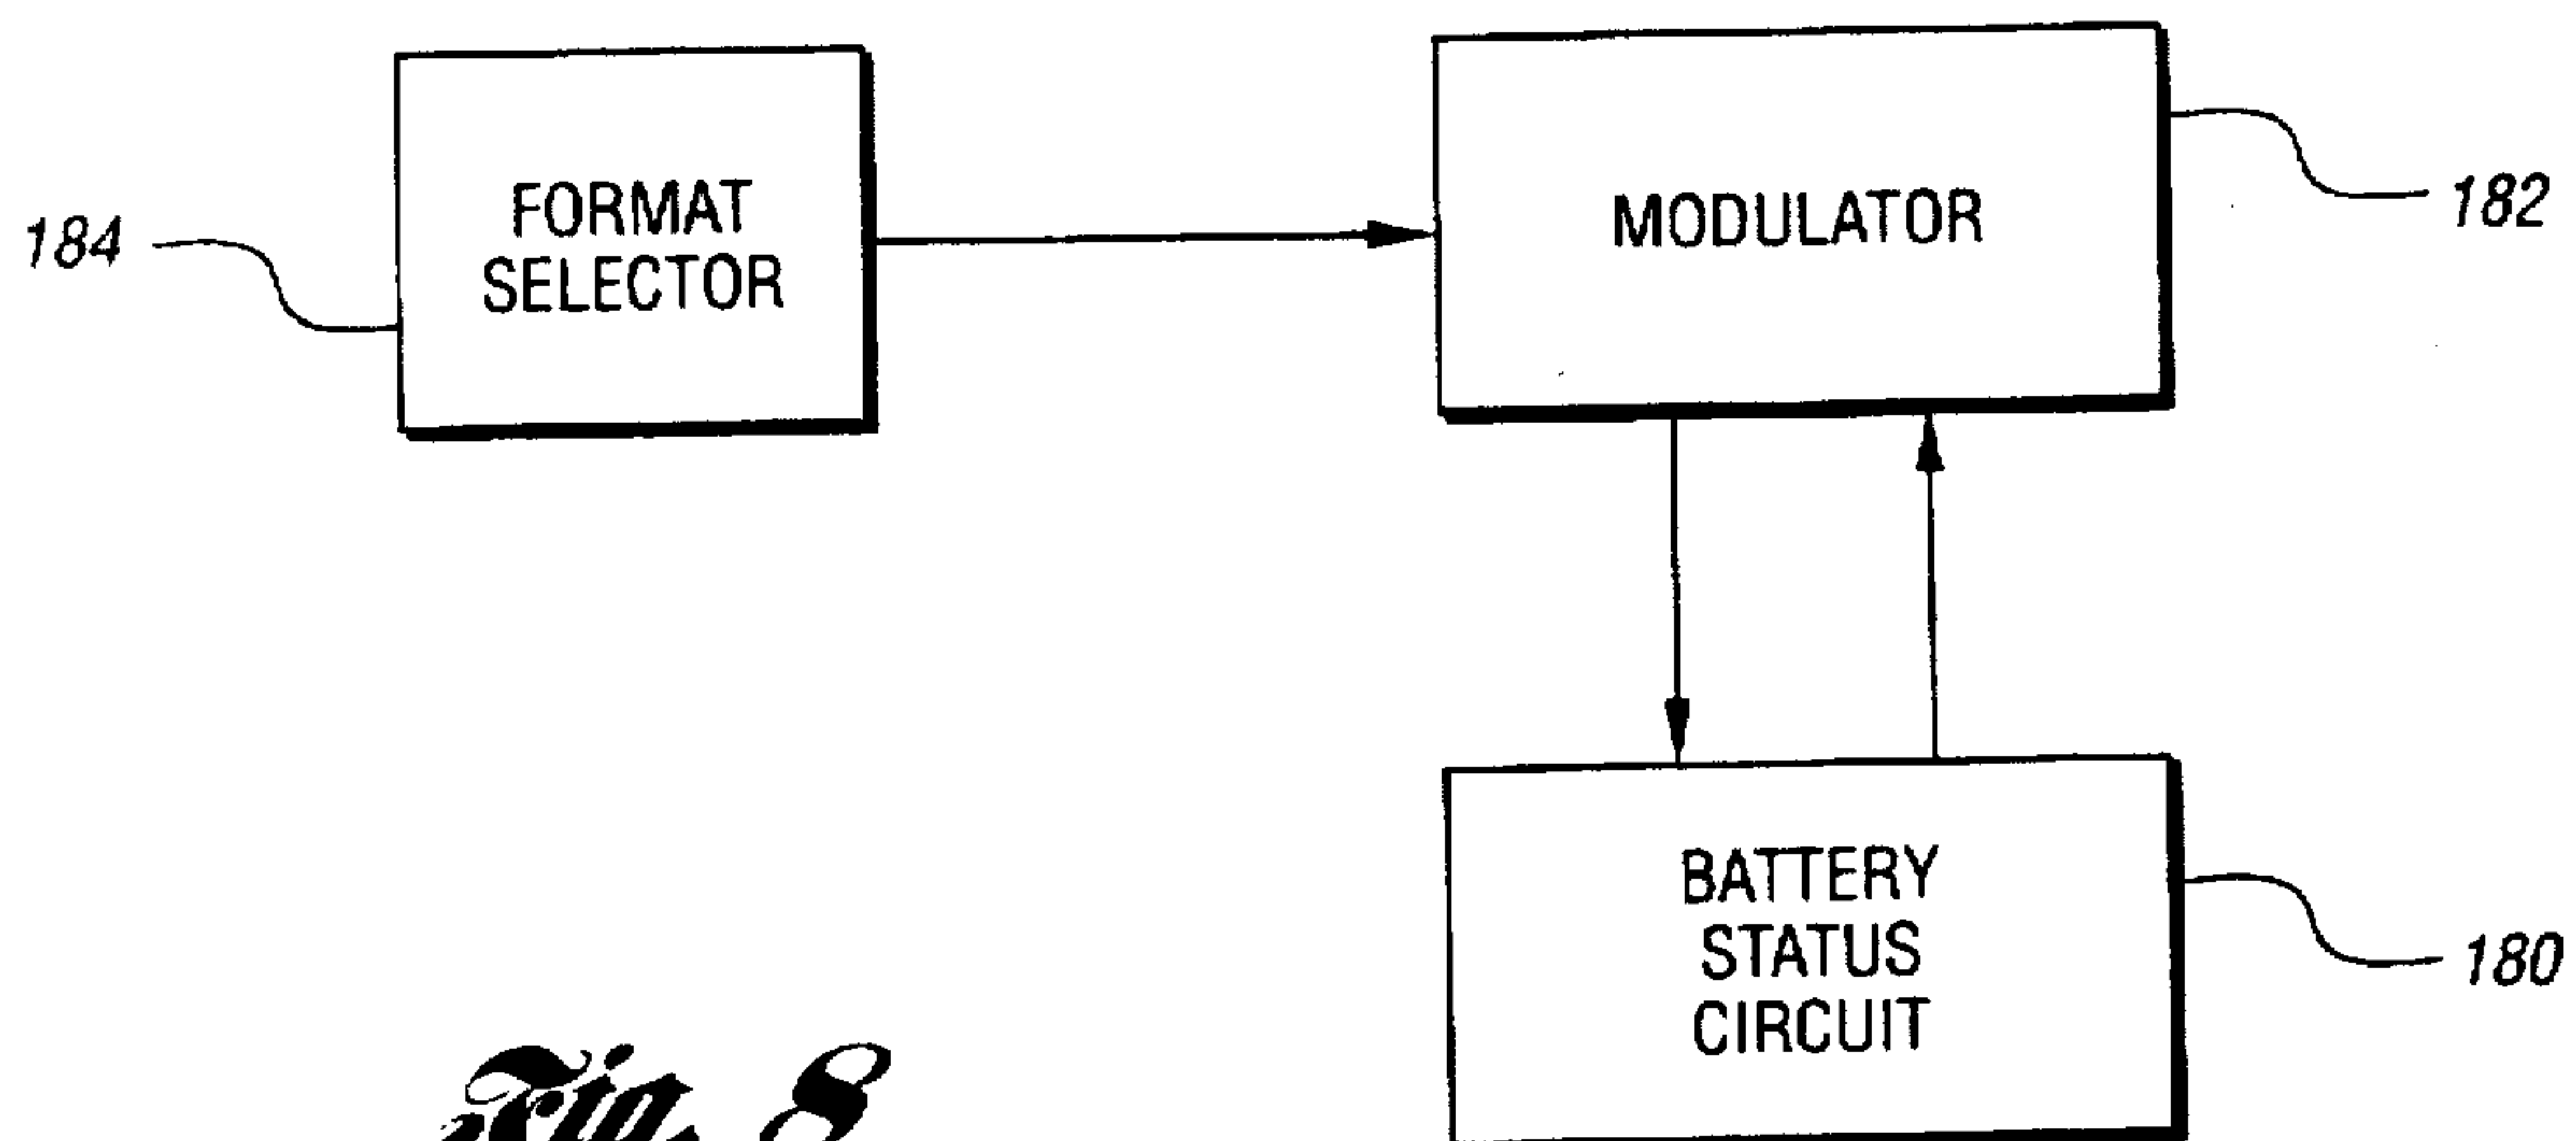 FORMAT
SELECTOR
184
MODULATOR
182
BATTERY
STATUS
CIRCUIT
180
Fig. 8